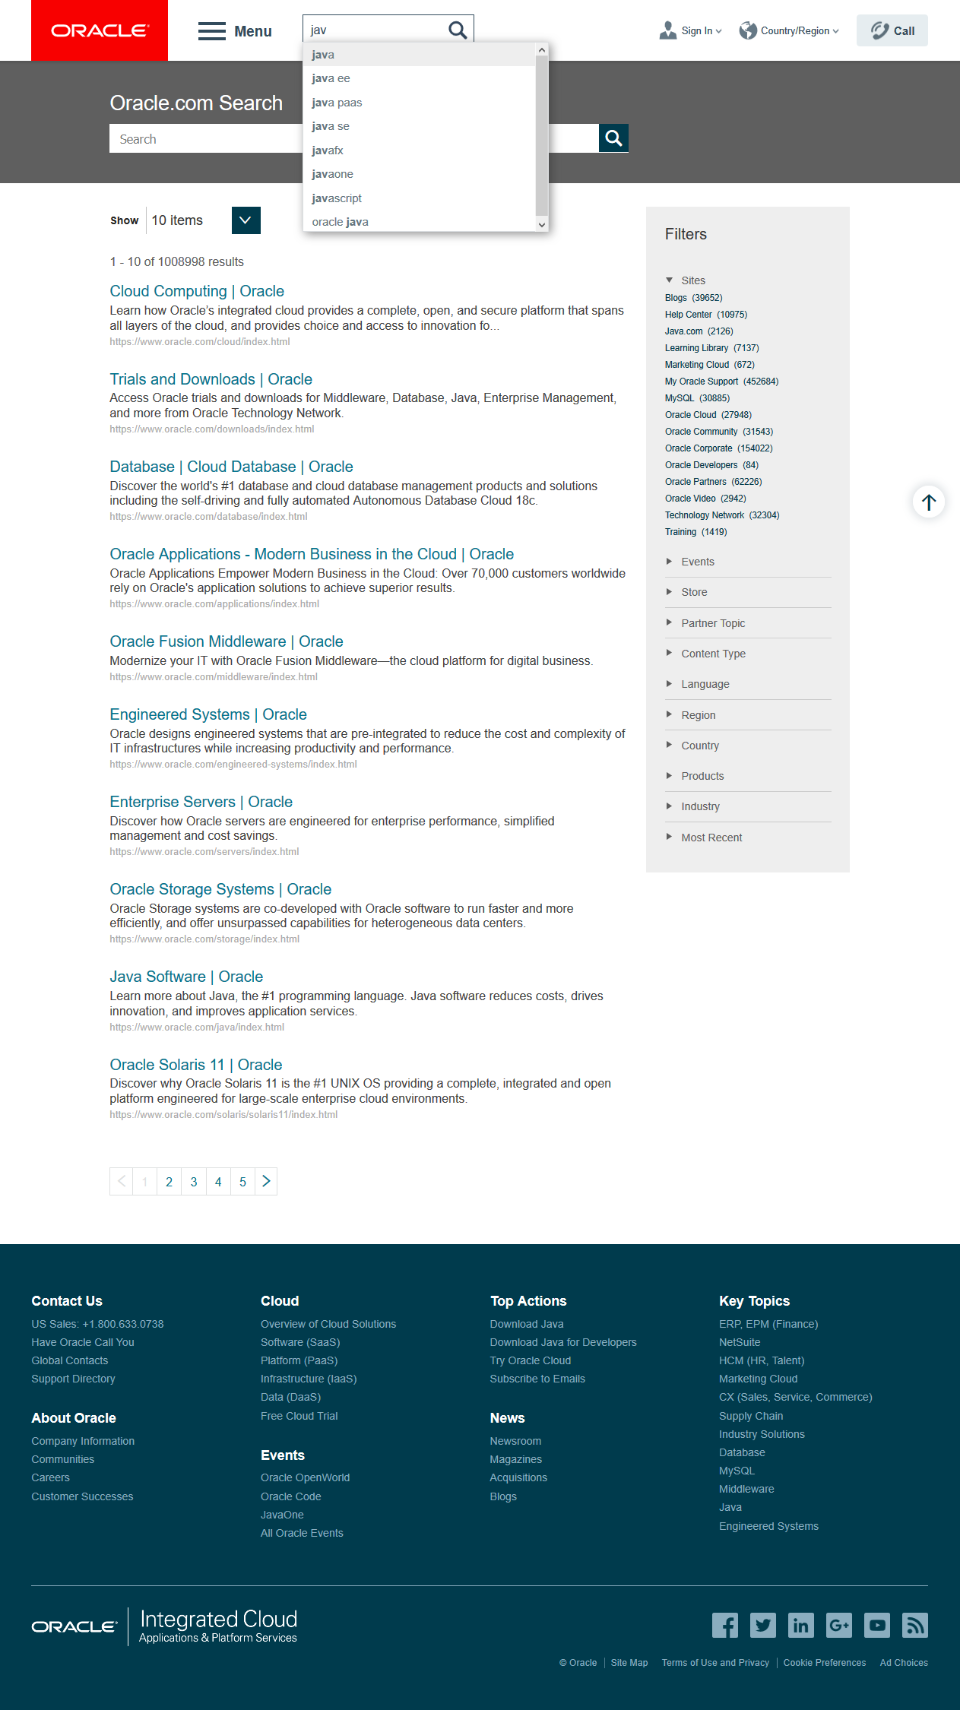 ORACLE
Menu
jav
Sign In
Country/Region
Call
java
java ee
java paas
java se
javafx
javaone
javascript
oracle java
Oracle.com Search
Search
Show 10 items
1 - 10 of 1008998 results
Cloud Computing | Oracle
Learn how Oracle's integrated cloud provides a complete, open, and secure platform that spans
all layers of the cloud, and provides choice and access to innovation fo...
https://www.oracle.com/cloud/index.html
Trials and Downloads | Oracle
Access Oracle trials and downloads for Middleware, Database, Java, Enterprise Management,
and more from Oracle Technology Network.
https://www.oracle.com/downloads/index.html
Database | Cloud Database | Oracle
Discover the world's #1 database and cloud database management products and solutions
including the self-driving and fully automated Autonomous Database Cloud 18c.
https://www.oracle.com/database/index.html
Oracle Applications - Modern Business in the Cloud | Oracle
Oracle Applications Empower Modern Business in the Cloud: Over 70,000 customers worldwide
rely on Oracle's application solutions to achieve superior results.
https://www.oracle.com/applications/index.html
Oracle Fusion Middleware | Oracle
Modernize your IT with Oracle Fusion Middleware—the cloud platform for digital business.
https://www.oracle.com/middleware/index.html
Engineered Systems | Oracle
Oracle designs engineered systems that are pre-integrated to reduce the cost and complexity of
IT infrastructures while increasing productivity and performance.
https://www.oracle.com/engineered-systems/index.html
Enterprise Servers | Oracle
Discover how Oracle servers are engineered for enterprise performance, simplified
management and cost savings.
https://www.oracle.com/servers/index.html
Oracle Storage Systems | Oracle
Oracle Storage systems are co-developed with Oracle software to run faster and more
efficiently, and offer unsurpassed capabilities for heterogeneous data centers.
https://www.oracle.com/storage/index.html
Java Software | Oracle
Learn more about Java, the #1 programming language. Java software reduces costs, drives
innovation, and improves application services.
https://www.oracle.com/java/index.html
Oracle Solaris 11 | Oracle
Discover why Oracle Solaris 11 is the #1 UNIX OS providing a complete, integrated and open
platform engineered for large-scale enterprise cloud environments.
https://www.oracle.com/solaris/solaris11/index.html
< 1 2 3 4 5 >
Filters
Sites
Blogs (39652)
Help Center (10975)
Java.com (2126)
Learning Library (7137)
Marketing Cloud (672)
My Oracle Support (452684)
MySQL (30885)
Oracle Cloud (27948)
Oracle Community (31543)
Oracle Corporate (154022)
Oracle Developers (84)
Oracle Partners (62226)
Oracle Video (2942)
Technology Network (32304)
Training (1419)
Events
Store
Partner Topic
Content Type
Language
Region
Country
Products
Industry
Most Recent
Contact Us
US Sales: +1.800.633.0738
Have Oracle Call You
Global Contacts
Support Directory
About Oracle
Company Information
Communities
Careers
Customer Successes
Cloud
Overview of Cloud Solutions
Software (SaaS)
Platform (PaaS)
Infrastructure (IaaS)
Data (DaaS)
Free Cloud Trial
Events
Oracle OpenWorld
Oracle Code
JavaOne
All Oracle Events
Top Actions
Download Java
Download Java for Developers
Try Oracle Cloud
Subscribe to Emails
News
Newsroom
Magazines
Acquisitions
Blogs
Key Topics
ERP, EPM (Finance)
NetSuite
HCM (HR, Talent)
Marketing Cloud
CX (Sales, Service, Commerce)
Supply Chain
Industry Solutions
Database
MySQL
Middleware
Java
Engineered Systems
ORACLE
Integrated Cloud
Applications & Platform Services
© Oracle | Site Map Terms of Use and Privacy | Cookie Preferences Ad Choices